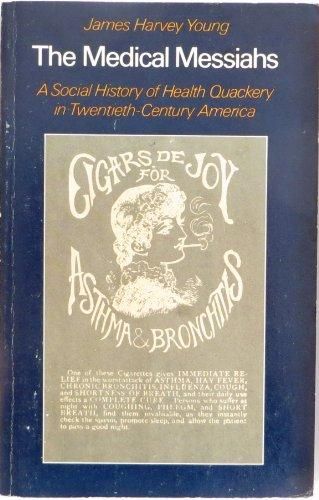 James Harvey Young
The Medical Messiahs
A Social History of Health Quackery
in Twentieth-Century America
CIGARS DE JOY
FOR
ASTHMA & BRONCHITIS
One of these Cigarettes gives IMMEDIATE RE-
LIEF in the worst attack of ASTHMA, HAY FEVER,
CHRONIC BRONCHITIS, INFLUENZA, COUGH,
and SHORTNESS OF BREATH, and their daily use
effects a COMPLETE CURE. Persons who suffer at
night with COUGHING, PHLEGM, and SHORT
BREATH find them invaluable, as they instantly
check the spasm, promote sleep, and allow the patient
to pass a good night.